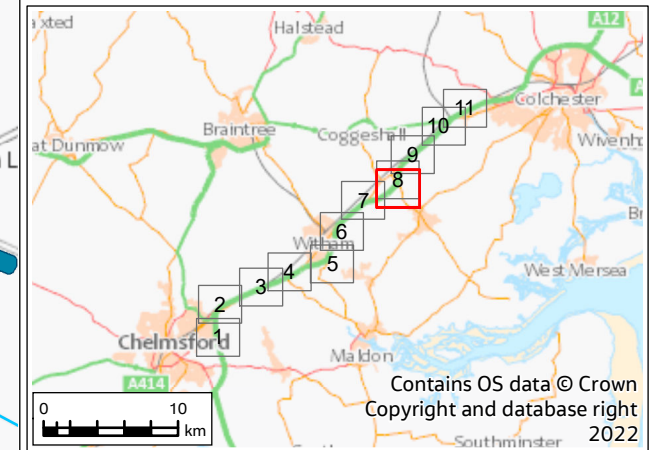 axted
Halstead
A12
Colchester
11
10
Coggeshall
Braintree
at Dunmow
Wivenh
9
8
7
6
Witham
5
4
3
2
1
Br
West Mersea
Chelmsford
Maldon
A414
Contains OS data © Crown
Copyright and database right
2022
0 10
km
Southminster
L